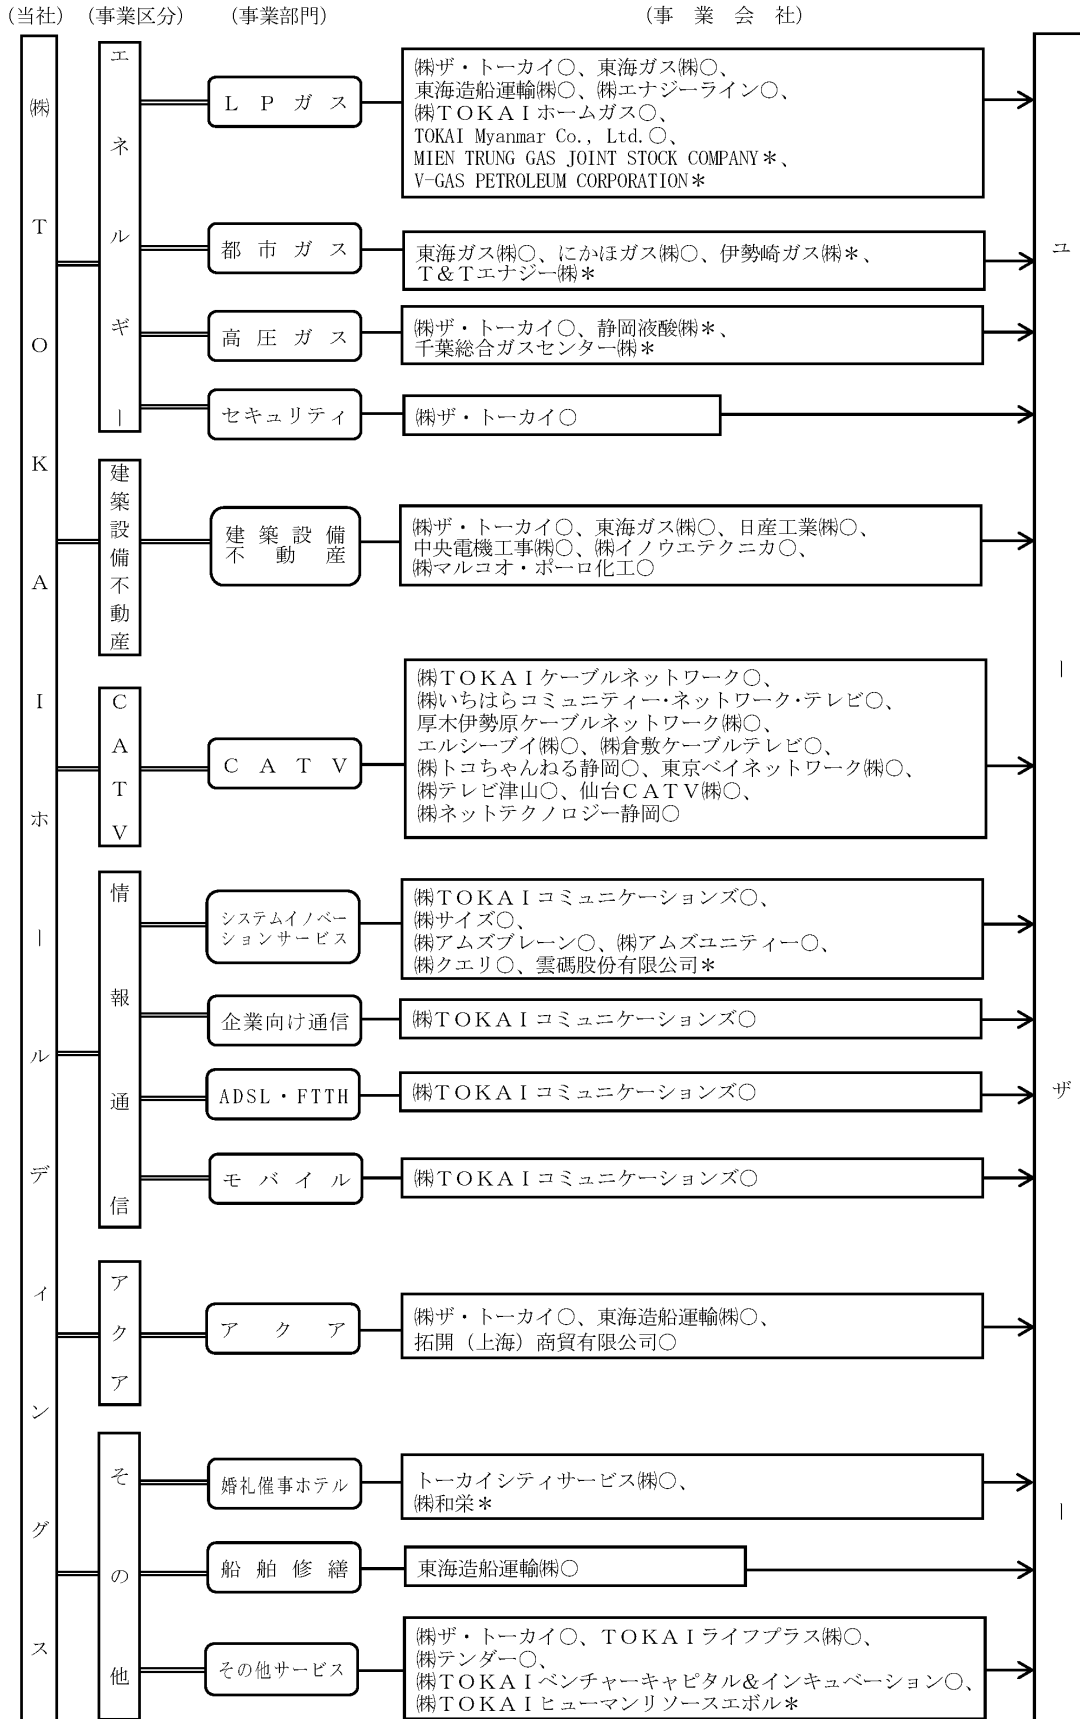 (当社) (事業区分) (事業部門) (事 業 会 社)
㈱TOKAIホールディングス
エネルギー
LPガス
㈱ザ・トーカイ○、東海ガス㈱○、
東海造船運輸㈱○、㈱エナジーライン○、
㈱TOKAIホームガス○、
TOKAI Myanmar Co., Ltd.○、
MIEN TRUNG GAS JOINT STOCK COMPANY＊、
V-GAS PETROLEUM CORPORATION＊
都市ガス
東海ガス㈱○、にかほガス㈱○、伊勢崎ガス㈱＊、
T＆Tエナジー㈱＊
高圧ガス
㈱ザ・トーカイ○、静岡液酸㈱＊、
千葉総合ガスセンター㈱＊
セキュリティ
㈱ザ・トーカイ○
建築設備不動産
建築設備
不動産
㈱ザ・トーカイ○、東海ガス㈱○、日産工業㈱○、
中央電機工事㈱○、㈱イノウエテクニカ○、
㈱マルコオ・ポーロ化工○
CATV
CATV
㈱TOKAIケーブルネットワーク○、
㈱いちはらコミュニティー・ネットワーク・テレビ○、
厚木伊勢原ケーブルネットワーク㈱○、
エルシーブイ㈱○、㈱倉敷ケーブルテレビ○、
㈱トコちゃんねる静岡○、東京ベイネットワーク㈱○、
㈱テレビ津山○、仙台CATV㈱○、
㈱ネットテクノロジー静岡○
情報通信
システムイノベー
ションサービス
㈱TOKAIコミュニケーションズ○、
㈱サイズ○、
㈱アムズブレーン○、㈱アムズユニティー○、
㈱クエリ○、雲碼股份有限公司＊
企業向け通信
㈱TOKAIコミュニケーションズ○
ADSL・FTTH
㈱TOKAIコミュニケーションズ○
モバイル
㈱TOKAIコミュニケーションズ○
アクア
アクア
㈱ザ・トーカイ○、東海造船運輸㈱○、
拓開（上海）商貿有限公司○
その他
婚礼催事ホテル
トーカイシティサービス㈱○、
㈱和栄＊
船舶修繕
東海造船運輸㈱○
その他サービス
㈱ザ・トーカイ○、TOKAIライフプラス㈱○、
㈱テンダー○、
㈱TOKAIベンチャーキャピタル＆インキュベーション○、
㈱TOKAIヒューマンリソースエボル＊
ユーザー